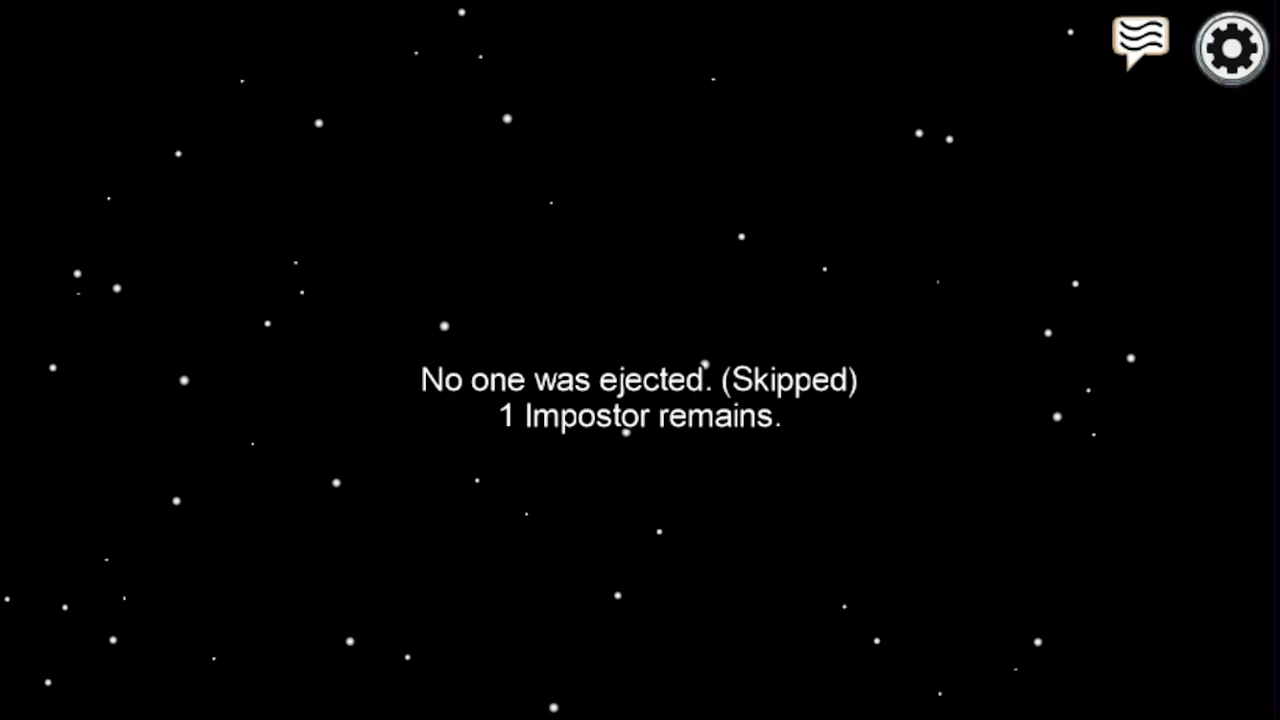 No one was ejected. (Skipped)
1 Impostor remains.